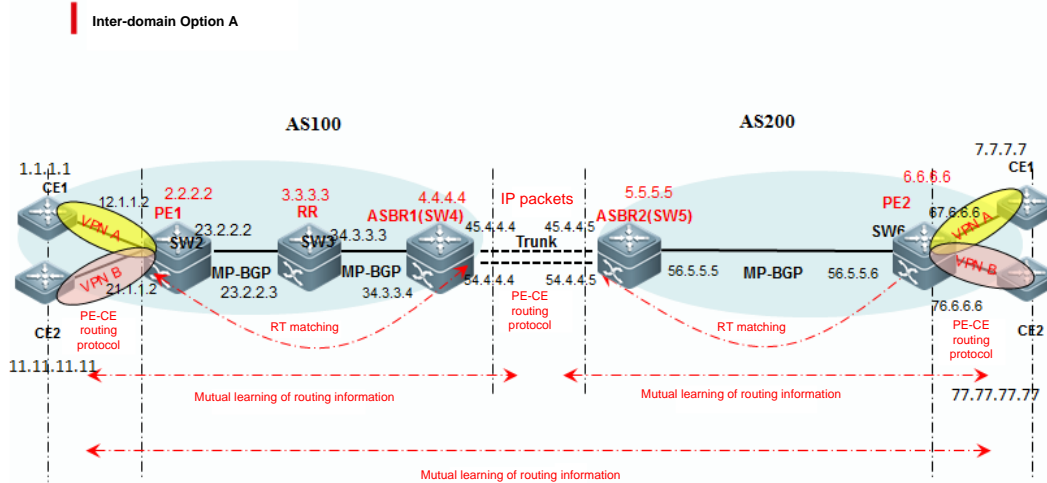 Inter-domain Option A
AS100
AS200
1.1.1.1
CE1
12.1.1.2
VPN A
2.2.2.2
PE1
SW2
23.2.2.2
3.3.3.3
RR
SW3
34.3.3.3
4.4.4.4
ASBR1(SW4)
45.4.4.4
IP packets
45.4.4.5
Trunk
5.5.5.5
ASBR2(SW5)
6.6.6.6
PE2
SW6
67.6.6.6
7.7.7.7
CE1
VPN A
VPN B
21.1.1.2
MP-BGP
23.2.2.3
MP-BGP
34.3.3.4
54.4.4.4
54.4.4.5
56.5.5.5
MP-BGP
56.5.5.6
VPN B
76.6.6.6
CE2
CE2
11.11.11.11
PE-CE
routing
protocol
RT matching
PE-CE
routing
protocol
RT matching
PE-CE
routing
protocol
77.77.77.77
Mutual learning of routing information
Mutual learning of routing information
Mutual learning of routing information